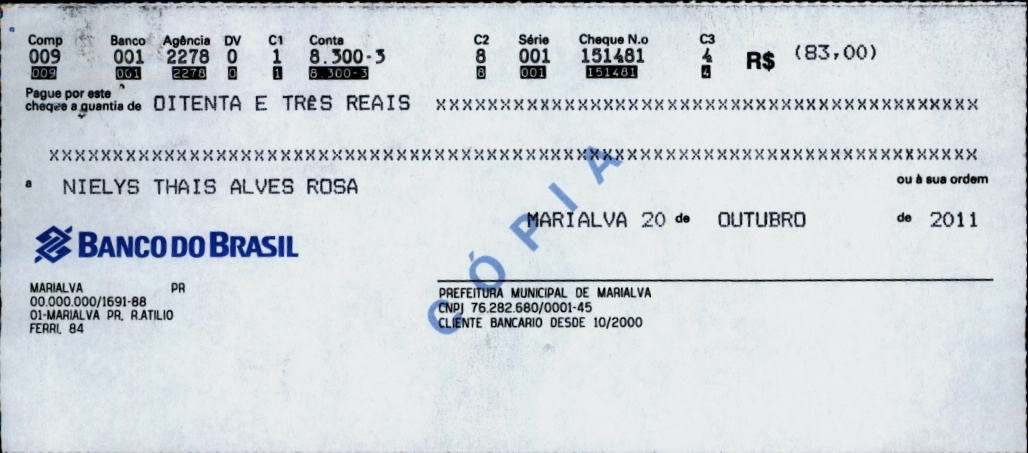 Comp Banco Agência DV C1 Conta C2 Série Cheque N.o C3
009 001 2278 0 1 8.300-3 8 001 151481 4 R$ (83,00)
009 001 2278 0 1 8.300-3 8 001 151481 4
Pague por este
cheque a quantia de OITENTA E TRÊS REAIS XXXXXXXXXXXXXXXXXXXXXXXXXXXXXXXXXXXXXXXXXXXXXXXXXX
XXXXXXXXXXXXXXXXXXXXXXXXXXXXXXXXXXXXXXXXXXXXXXXXXXXXXXXXXXXXXXXXXXXXXXXXXXXXXXXXXXXXXX
a NIELYS THAIS ALVES ROSA ou à sua ordem
MARIALVA 20 de OUTUBRO de 2011
BANCO DO BRASIL
CÓPIA
MARIALVA PR
00.000.000/1691-88
01-MARIALVA PR. R.ATILIO
FERRI, 84
PREFEITURA MUNICIPAL DE MARIALVA
CNPJ 76.282.680/0001-45
CLIENTE BANCARIO DESDE 10/2000